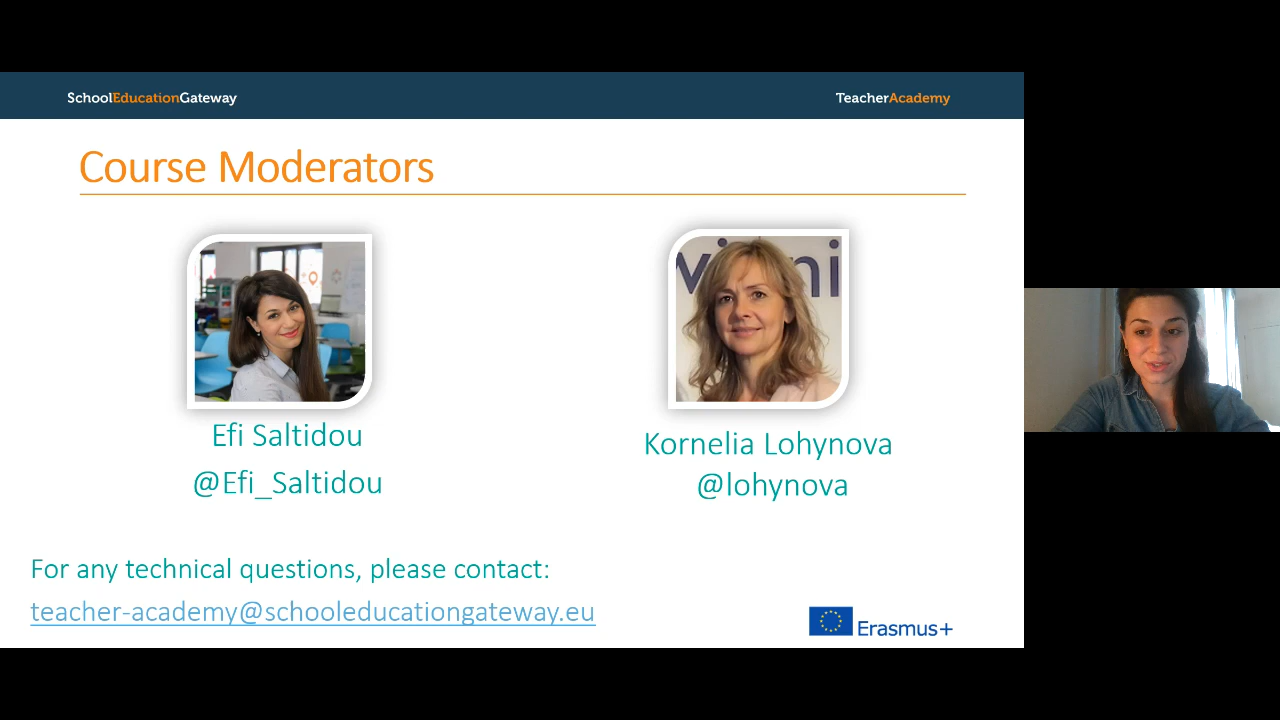 SchoolEducationGateway
TeacherAcademy
Course Moderators
Efi Saltidou
@Efi_Saltidou
Kornelia Lohynova
@lohynova
For any technical questions, please contact:
teacher-academy@schooleducationgateway.eu
Erasmus+